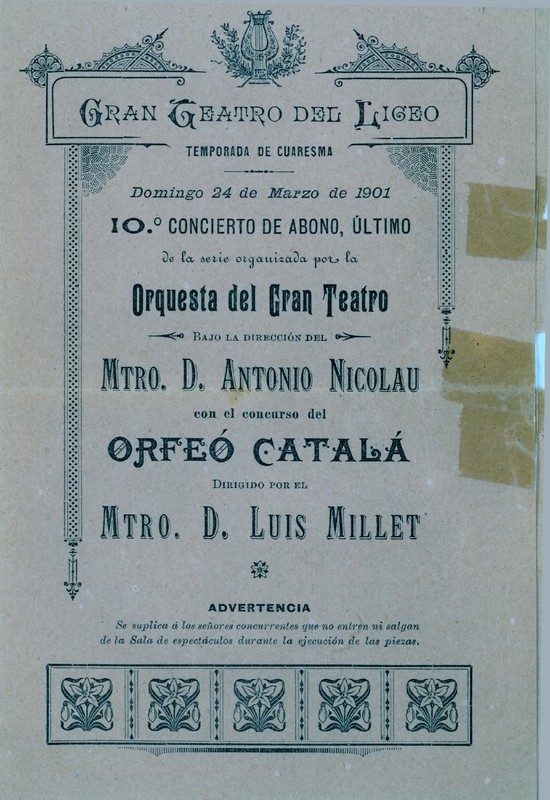 GRAN TEATRO DEL LICEO
TEMPORADA DE CUARESMA
Domingo 24 de Marzo de 1901
10.º CONCIERTO DE ABONO, ÚLTIMO
de la serie organizada por la
Orquesta del Gran Teatro
BAJO LA DIRECCIÓN DEL
MTRO. D. ANTONIO NICOLAU
con el concurso del
ORFEÓ CATALÁ
DIRIGIDO POR EL
MTRO. D. LUIS MILLET
ADVERTENCIA
Se suplica á los señores concurrentes que no entren ni salgan
de la Sala de espectáculos durante la ejecución de las piezas.